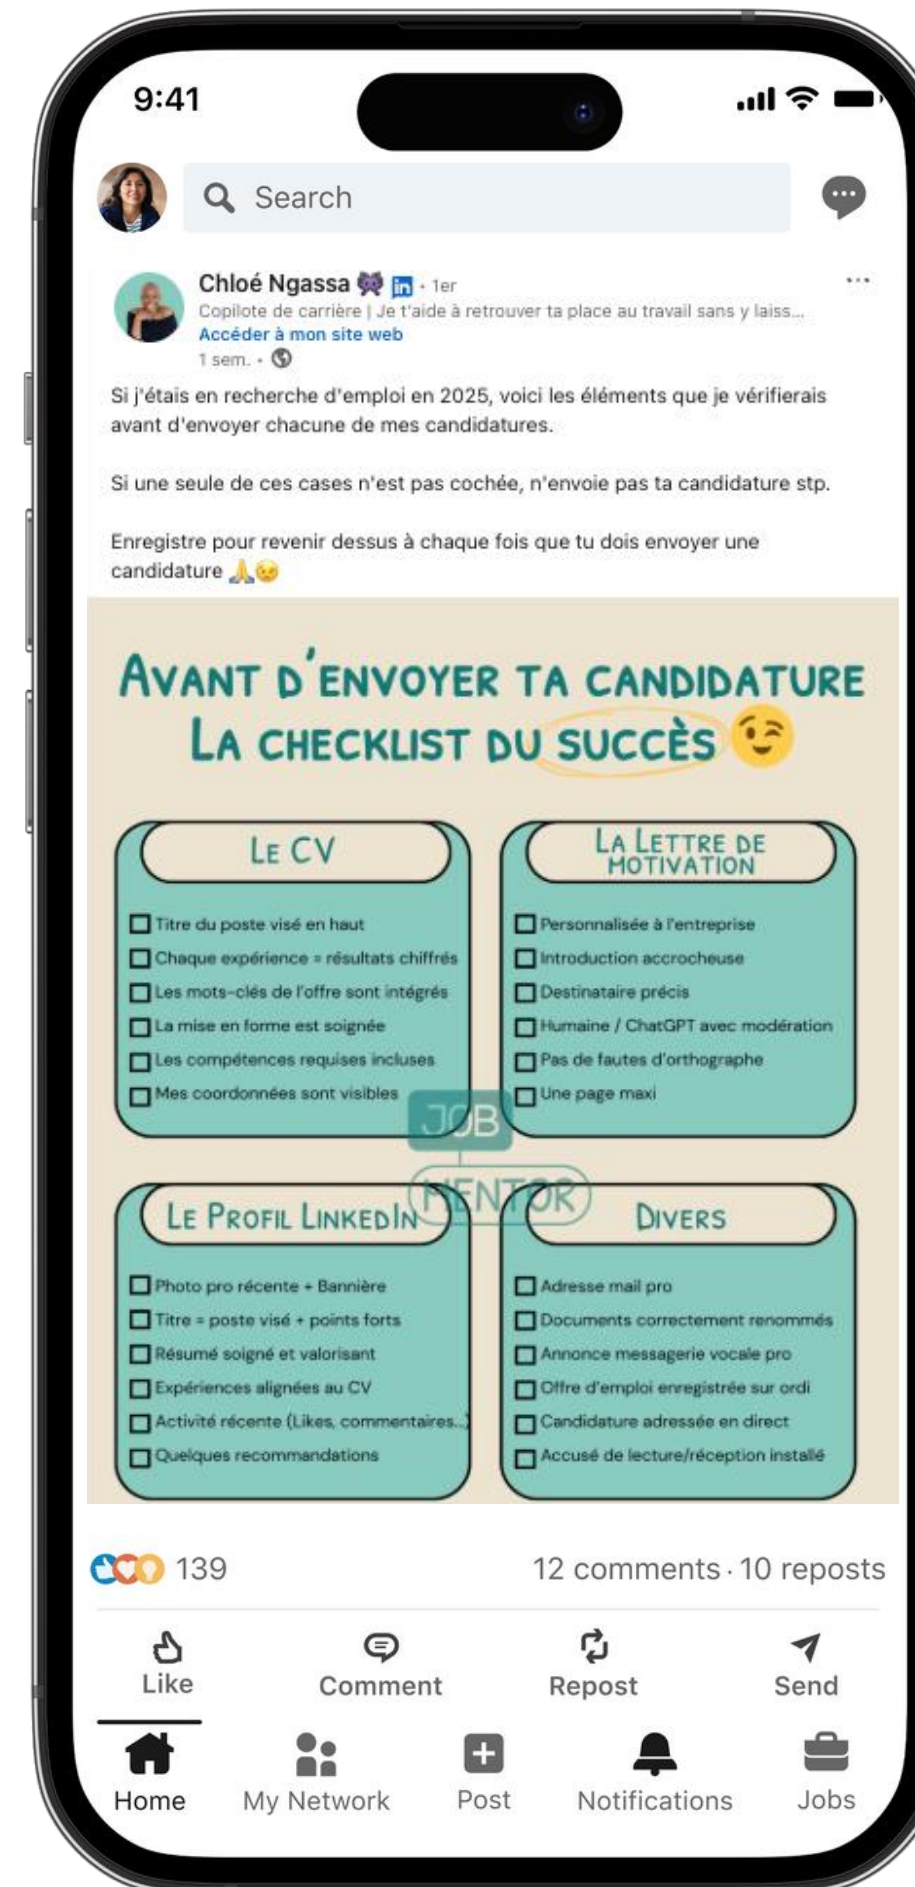 9:41
Search
Chloé Ngassa in · 1er
Copilote de carrière | Je t'aide à retrouver ta place au travail sans y laiss...
Accéder à mon site web
1 sem. ·
Si j'étais en recherche d'emploi en 2025, voici les éléments que je vérifierais
avant d'envoyer chacune de mes candidatures.
Si une seule de ces cases n'est pas cochée, n'envoie pas ta candidature stp.
Enregistre pour revenir dessus à chaque fois que tu dois envoyer une
candidature 🙏😉
AVANT D'ENVOYER TA CANDIDATURE
LA CHECKLIST DU SUCCÈS 😉
LE CV
Titre du poste visé en haut
Chaque expérience = résultats chiffrés
Les mots-clés de l'offre sont intégrés
La mise en forme est soignée
Les compétences requises incluses
Mes coordonnées sont visibles
LA LETTRE DE
MOTIVATION
Personnalisée à l'entreprise
Introduction accrocheuse
Destinataire précis
Humaine / ChatGPT avec modération
Pas de fautes d'orthographe
Une page maxi
JOB
MENTOR
LE PROFIL LINKEDIN
Photo pro récente + Bannière
Titre = poste visé + points forts
Résumé soigné et valorisant
Expériences alignées au CV
Activité récente (Likes, commentaires...)
Quelques recommandations
DIVERS
Adresse mail pro
Documents correctement renommés
Annonce messagerie vocale pro
Offre d'emploi enregistrée sur ordi
Candidature adressée en direct
Accusé de lecture/réception installé
139
12 comments · 10 reposts
Like
Comment
Repost
Send
Home
My Network
Post
Notifications
Jobs